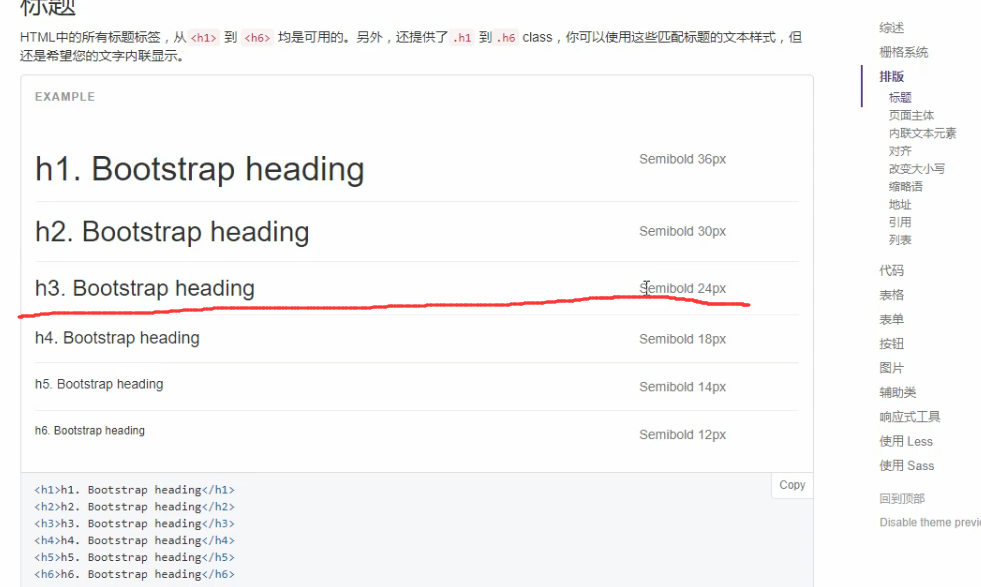 标题
HTML中的所有标题标签，从 <h1> 到 <h6> 均是可用的。另外，还提供了 .h1 到 .h6 class，你可以使用这些匹配标题的文本样式，但
还是希望您的文字内联显示。
EXAMPLE
h1. Bootstrap heading
Semibold 36px
h2. Bootstrap heading
Semibold 30px
h3. Bootstrap heading
Semibold 24px
h4. Bootstrap heading
Semibold 18px
h5. Bootstrap heading
Semibold 14px
h6. Bootstrap heading
Semibold 12px
Copy
<h1>h1. Bootstrap heading</h1>
<h2>h2. Bootstrap heading</h2>
<h3>h3. Bootstrap heading</h3>
<h4>h4. Bootstrap heading</h4>
<h5>h5. Bootstrap heading</h5>
<h6>h6. Bootstrap heading</h6>
综述
栅格系统
排版
标题
页面主体
内联文本元素
对齐
改变大小写
缩略语
地址
引用
列表
代码
表格
表单
按钮
图片
辅助类
响应式工具
使用 Less
使用 Sass
回到顶部
Disable theme previe